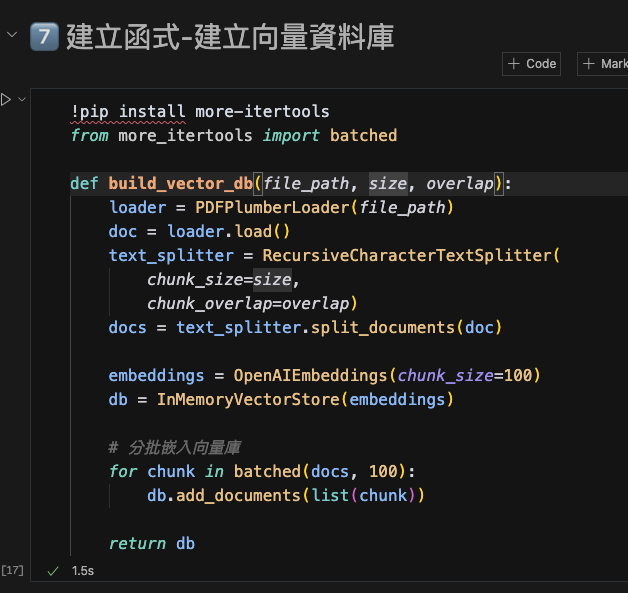 7 建立函式-建立向量資料庫
+ Code
+ Mark
!pip install more-itertools
from more_itertools import batched
def build_vector_db(file_path, size, overlap):
loader = PDFPlumberLoader(file_path)
doc = loader.load()
text_splitter = RecursiveCharacterTextSplitter(
chunk_size=size,
chunk_overlap=overlap)
docs = text_splitter.split_documents(doc)
embeddings = OpenAIEmbeddings(chunk_size=100)
db = InMemoryVectorStore(embeddings)
# 分批嵌入向量庫
for chunk in batched(docs, 100):
db.add_documents(list(chunk))
return db
[17]
1.5s